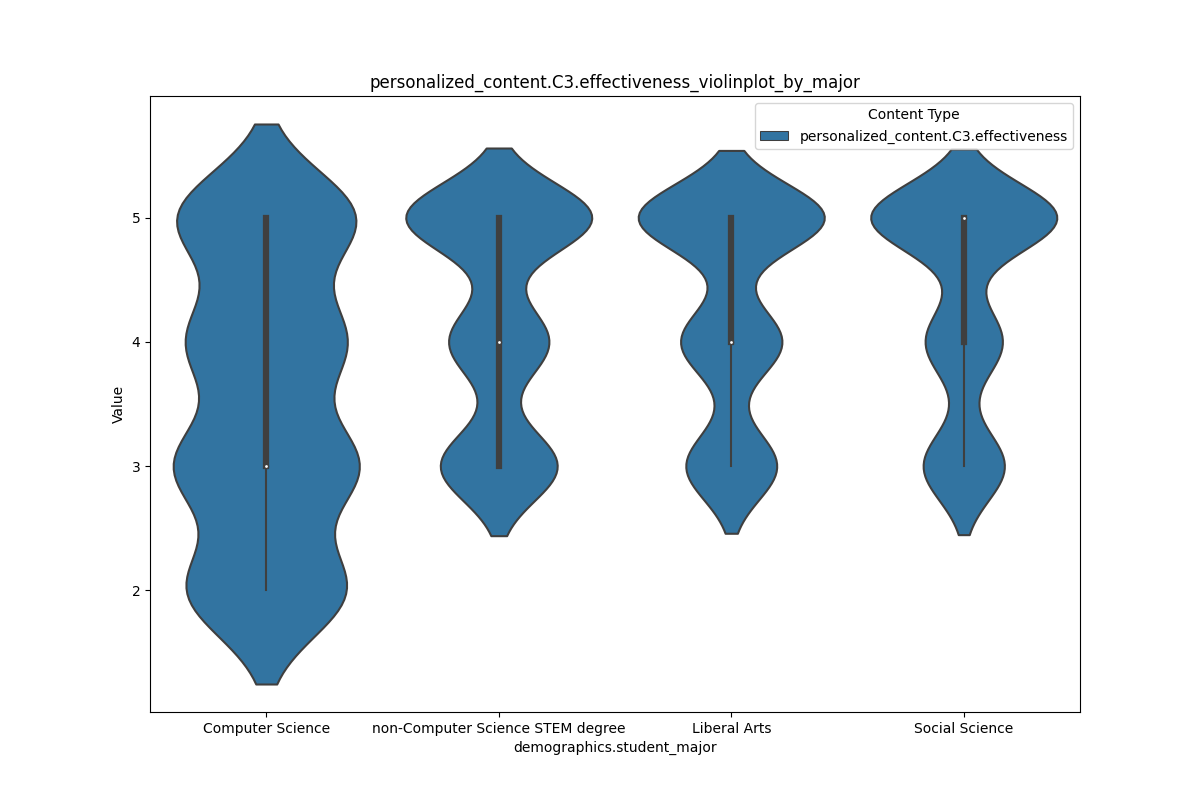 personalized_content.C3.effectiveness_violinplot_by_major
Content Type
personalized_content.C3.effectiveness
5
4
3
2
Value
Computer Science
non-Computer Science STEM degree
Liberal Arts
Social Science
demographics.student_major